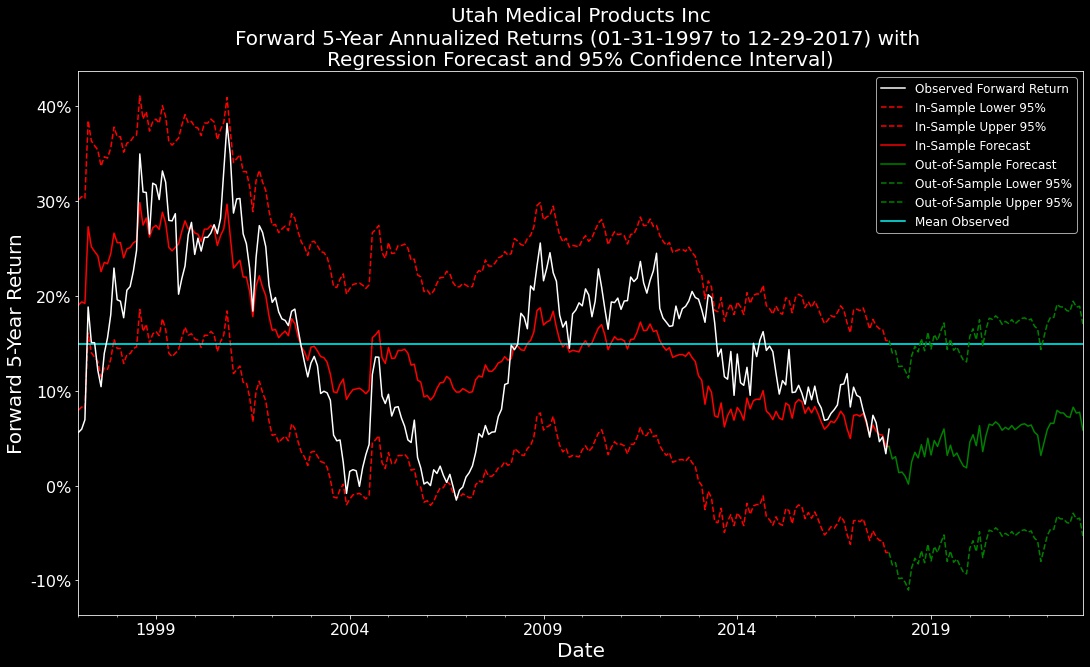 Utah Medical Products Inc
Forward 5-Year Annualized Returns (01-31-1997 to 12-29-2017) with
Regression Forecast and 95% Confidence Interval)
Observed Forward Return
In-Sample Lower 95%
In-Sample Upper 95%
In-Sample Forecast
Out-of-Sample Forecast
Out-of-Sample Lower 95%
Out-of-Sample Upper 95%
Mean Observed
Forward 5-Year Return
40%
30%
20%
10%
0%
-10%
1999
2004
2009
2014
2019
Date